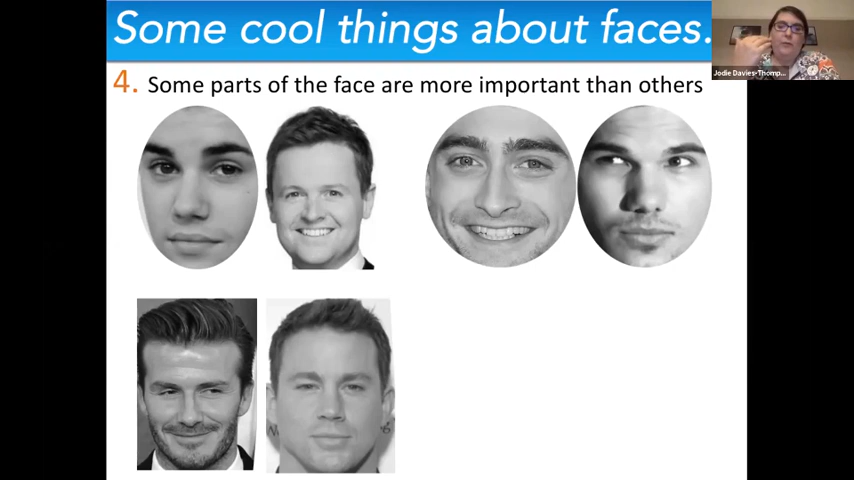 Some cool things about faces.
4. Some parts of the face are more important than others
Jodie Davies-Thomp...